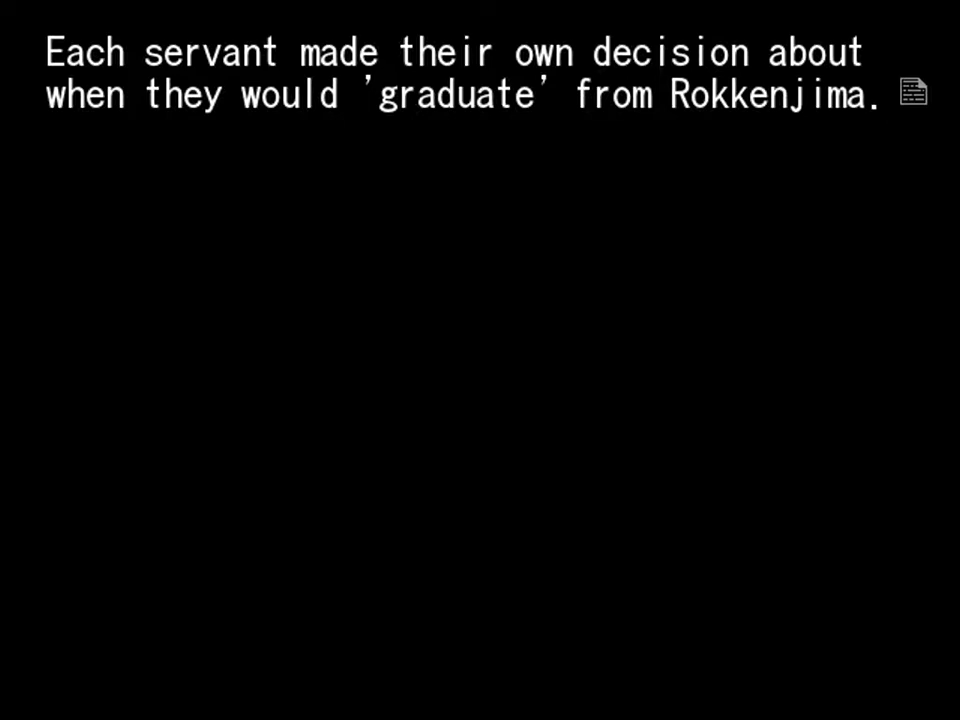 Each servant made their own decision about
when they would 'graduate' from Rokkenjima.